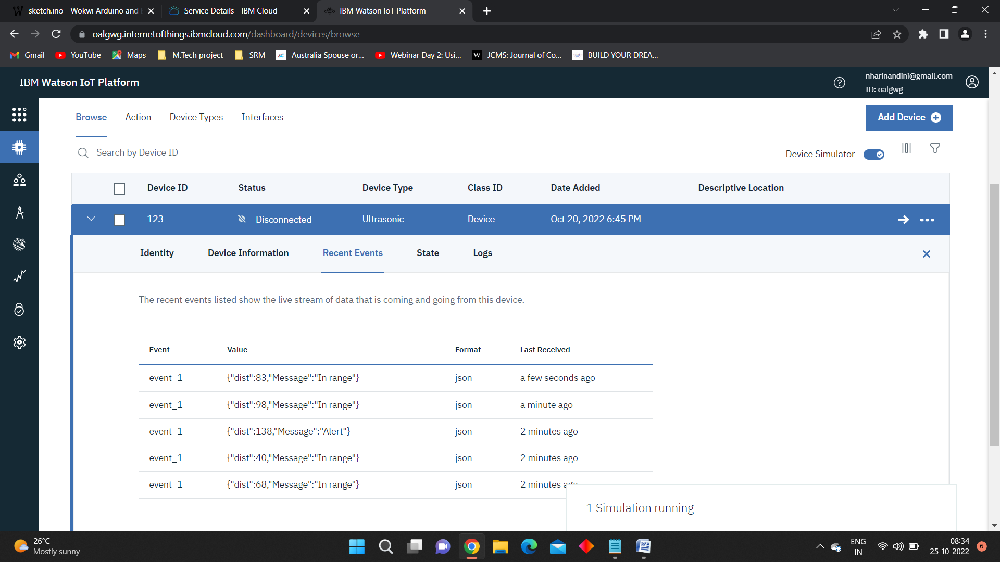 sketch.ino - Wokwi Arduino and
Service Details - IBM Cloud
IBM Watson IoT Platform
oalgwg.internetofthings.ibmcloud.com/dashboard/devices/browse
Gmail YouTube Maps M.Tech project SRM Australia Spouse or... Webinar Day 2: Usi... JCMS: Journal of Co... BUILD YOUR DREA...
IBM Watson IoT Platform
nharinandini@gmail.com
ID: oalgwg
Browse Action Device Types Interfaces
Add Device
Search by Device ID
Device Simulator
Device ID Status Device Type Class ID Date Added Descriptive Location
123 Disconnected Ultrasonic Device Oct 20, 2022 6:45 PM
Identity Device Information Recent Events State Logs
The recent events listed show the live stream of data that is coming and going from this device.
Event Value Format Last Received
event_1 {"dist":83,"Message":"In range"} json a few seconds ago
event_1 {"dist":98,"Message":"In range"} json a minute ago
event_1 {"dist":138,"Message":"Alert"} json 2 minutes ago
event_1 {"dist":40,"Message":"In range"} json 2 minutes ago
event_1 {"dist":68,"Message":"In range"} json 2 minutes ago
1 Simulation running
26°C
Mostly sunny
ENG
IN
08:34
25-10-2022
6